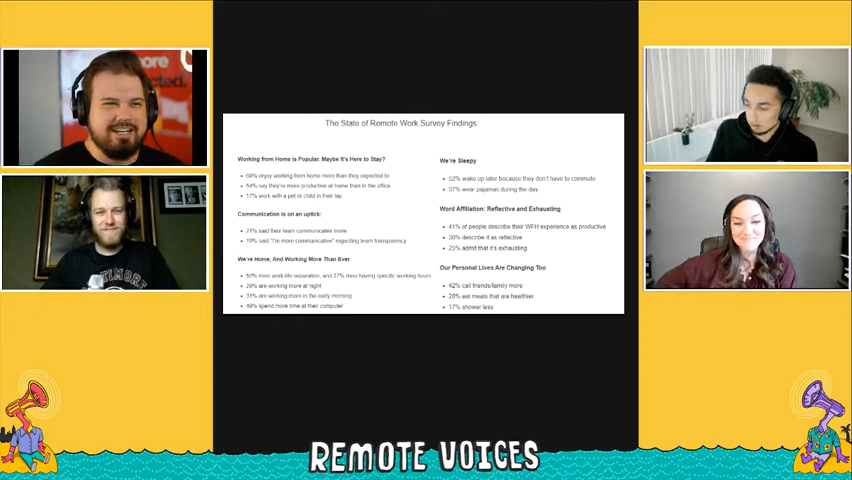 ore
cted.
The State of Remote Work Survey Findings:
Working from Home is Popular. Maybe It's Here to Stay?
69% enjoy working from home more than they expected to
54% say they're more productive at home than in the office
17% work with a pet or child in their lap
Communication is on an uptick:
21% said their team communicates more
19% said "I'm more communicative" regarding team transparency
We're Home, And Working More Than Ever
50% miss work-life separation, and 27% miss having specific working hours
29% are working more at night
31% are working more in the early morning
49% spend more time at their computer
We're Sleepy
52% wake up later because they don't have to commute
37% wear pajamas during the day
Word Affiliation: Reflective and Exhausting
41% of people describe their WFH experience as productive
30% describe it as reflective
25% admit that it's exhausting
Our Personal Lives Are Changing Too
42% call friends/family more
28% eat meals that are healthier
17% shower less
REMOTE VOICES